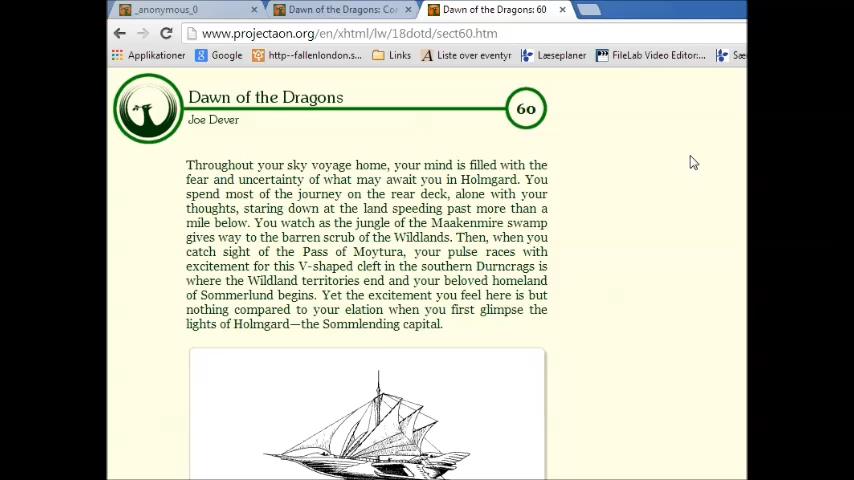 _anonymous_0
Dawn of the Dragons: Co
Dawn of the Dragons: 60
www.projectaon.org/en/xhtml/lw/18dotd/sect60.htm
Applikationer
Google
http--fallenlondon.s...
Links
Liste over eventyr
Læseplaner
FileLab Video Editor:...
Sæ
Dawn of the Dragons
60
Joe Dever
Throughout your sky voyage home, your mind is filled with the
fear and uncertainty of what may await you in Holmgard. You
spend most of the journey on the rear deck, alone with your
thoughts, staring down at the land speeding past more than a
mile below. You watch as the jungle of the Maakenmire swamp
gives way to the barren scrub of the Wildlands. Then, when you
catch sight of the Pass of Moytura, your pulse races with
excitement for this V-shaped cleft in the southern Durncrags is
where the Wildland territories end and your beloved homeland
of Sommerlund begins. Yet the excitement you feel here is but
nothing compared to your elation when you first glimpse the
lights of Holmgard—the Sommlending capital.